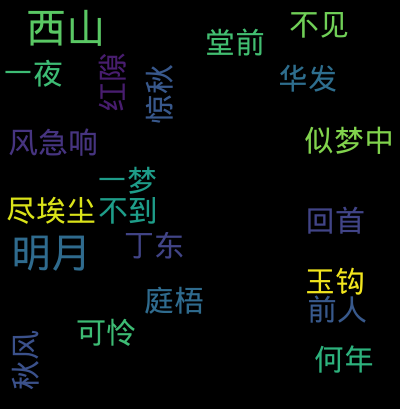 西山
不见
堂前
一夜
红隙
惊秋
华发
风急响
似梦中
一梦
尽埃尘
不到
回首
明月
丁东
玉钩
庭梧
前人
可怜
何年
秋风